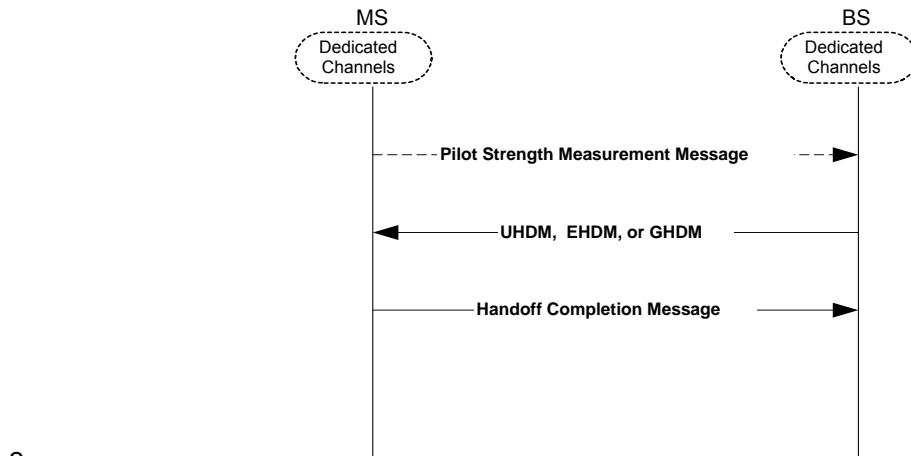 MS
BS
Dedicated
Channels
Dedicated
Channels
Pilot Strength Measurement Message
UHDM, EHDM, or GHDM
Handoff Completion Message